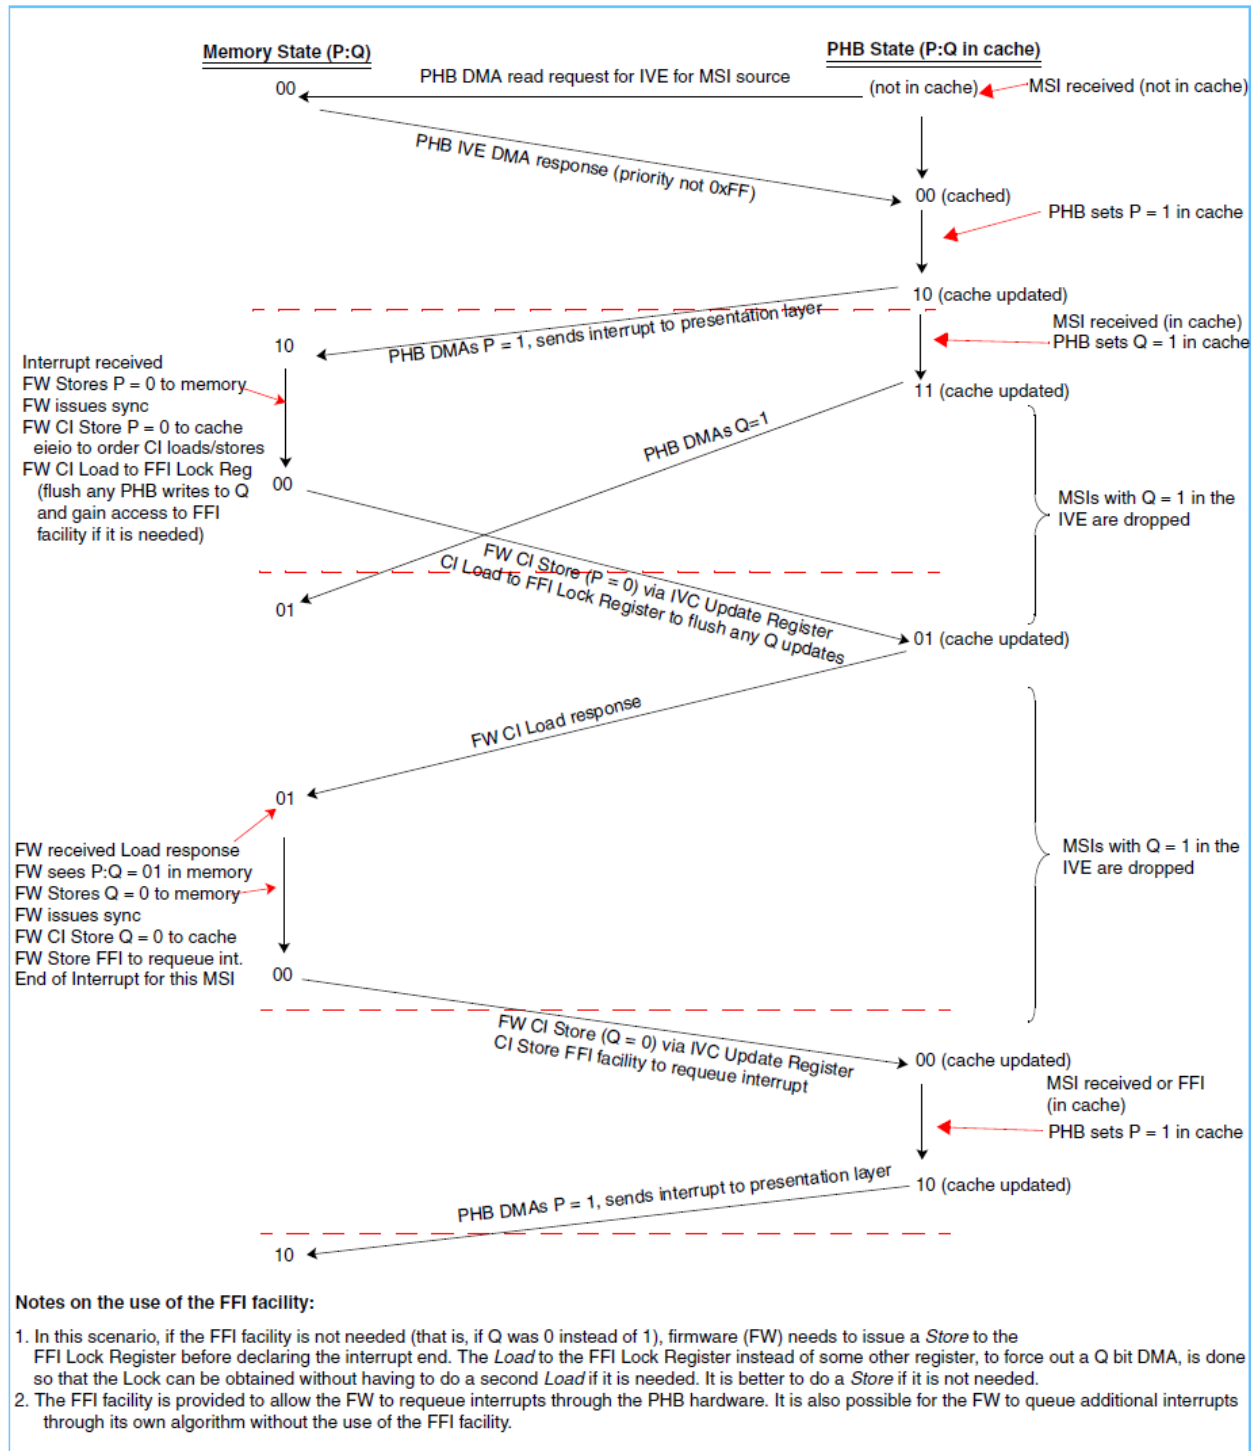 Memory State (P:Q)
PHB State (P:Q in cache)
PHB DMA read request for IVE for MSI source
00
(not in cache)
MSI received (not in cache)
PHB IVE DMA response (priority not 0xFF)
00 (cached)
PHB sets P = 1 in cache
10 (cache updated)
PHB DMAs P = 1, sends interrupt to presentation layer
10
MSI received (in cache)
PHB sets Q = 1 in cache
11 (cache updated)
Interrupt received
FW Stores P = 0 to memory
FW issues sync
FW CI Store P = 0 to cache
eieio to order CI loads/stores
FW CI Load to FFI Lock Reg
(flush any PHB writes to Q
and gain access to FFI
facility if it is needed)
00
PHB DMAs Q=1
MSIs with Q = 1 in the
IVE are dropped
FW CI Store (P = 0) via IVC Update Register
CI Load to FFI Lock Register to flush any Q updates
01
01 (cache updated)
FW CI Load response
01
FW received Load response
FW sees P:Q = 01 in memory
FW Stores Q = 0 to memory
FW issues sync
FW CI Store Q = 0 to cache
FW Store FFI to requeue int.
End of Interrupt for this MSI
00
MSIs with Q = 1 in the
IVE are dropped
FW CI Store (Q = 0) via IVC Update Register
CI Store FFI facility to requeue interrupt
00 (cache updated)
MSI received or FFI
(in cache)
PHB sets P = 1 in cache
10 (cache updated)
PHB DMAs P = 1, sends interrupt to presentation layer
10
Notes on the use of the FFI facility:
1. In this scenario, if the FFI facility is not needed (that is, if Q was 0 instead of 1), firmware (FW) needs to issue a Store to the
FFI Lock Register before declaring the interrupt end. The Load to the FFI Lock Register instead of some other register, to force out a Q bit DMA, is done
so that the Lock can be obtained without having to do a second Load if it is needed. It is better to do a Store if it is not needed.
2. The FFI facility is provided to allow the FW to requeue interrupts through the PHB hardware. It is also possible for the FW to queue additional interrupts
through its own algorithm without the use of the FFI facility.